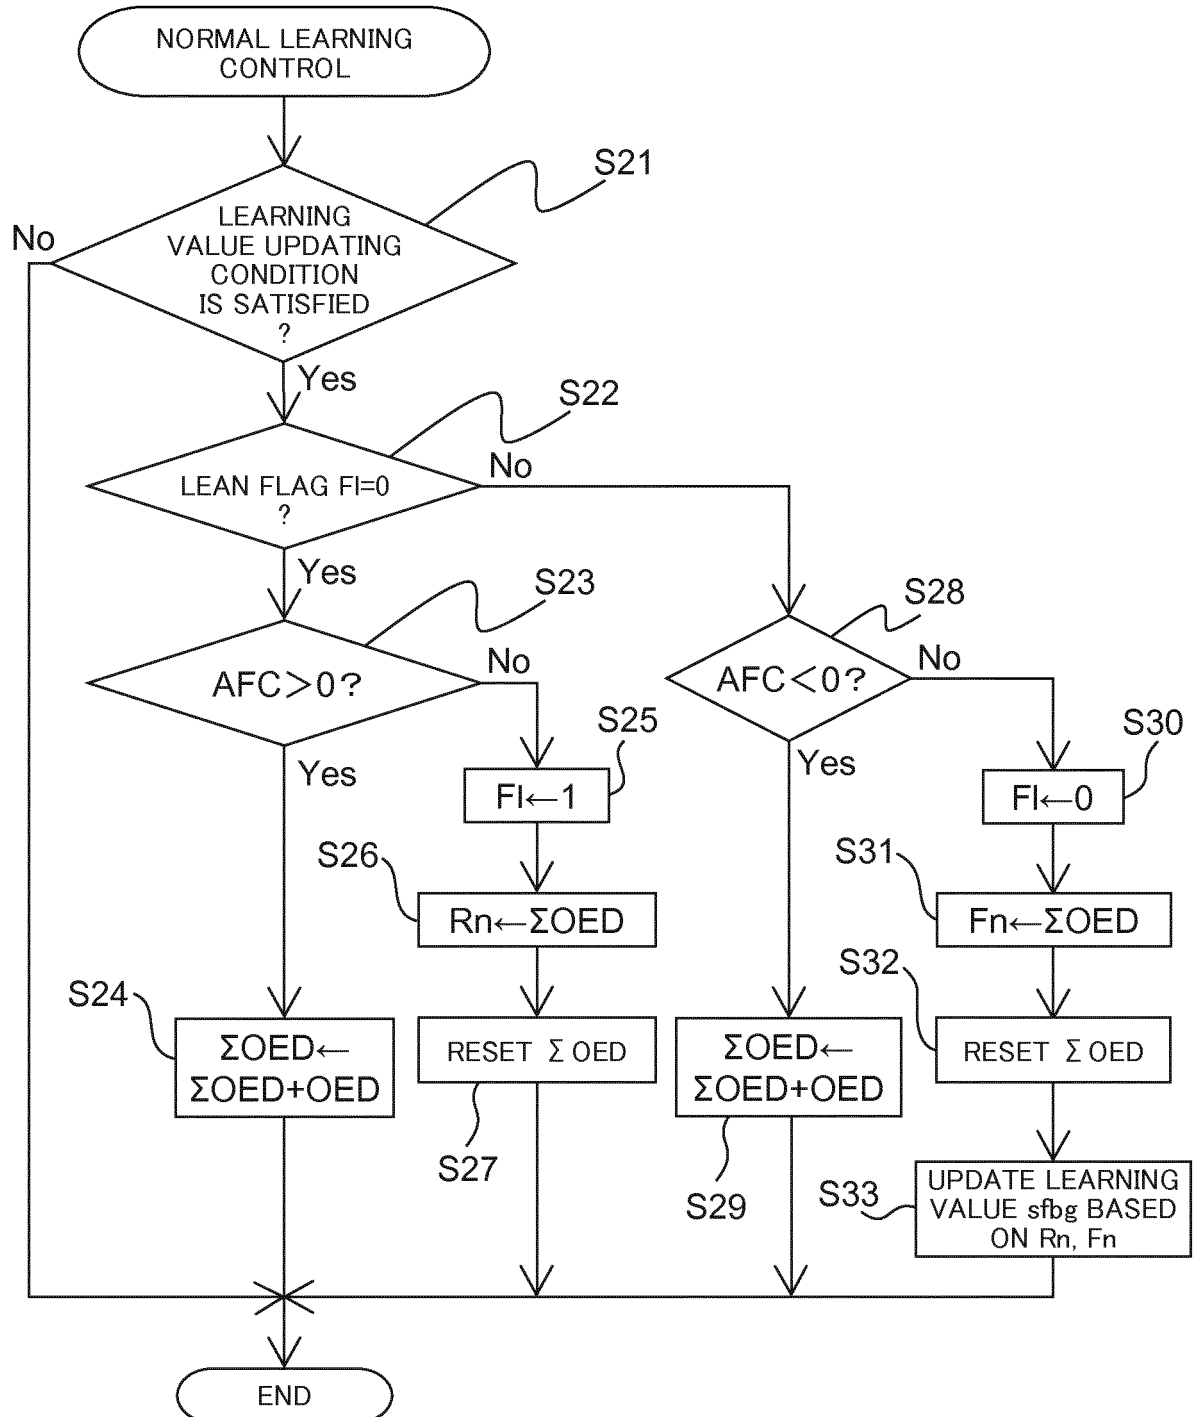 NORMAL LEARNING
CONTROL
S21
LEARNING
VALUE UPDATING
CONDITION
IS SATISFIED
?
No
Yes
S22
LEAN FLAG Fl=0
?
No
Yes
S23
AFC>0?
No
Yes
S28
AFC<0?
No
Yes
S25
Fl←1
S30
Fl←0
S26
Rn←ΣOED
S31
Fn←ΣOED
S24
ΣOED←
ΣOED+OED
RESET ΣOED
S27
ΣOED←
ΣOED+OED
S29
S32
RESET ΣOED
S33
UPDATE LEARNING
VALUE sfbg BASED
ON Rn, Fn
END